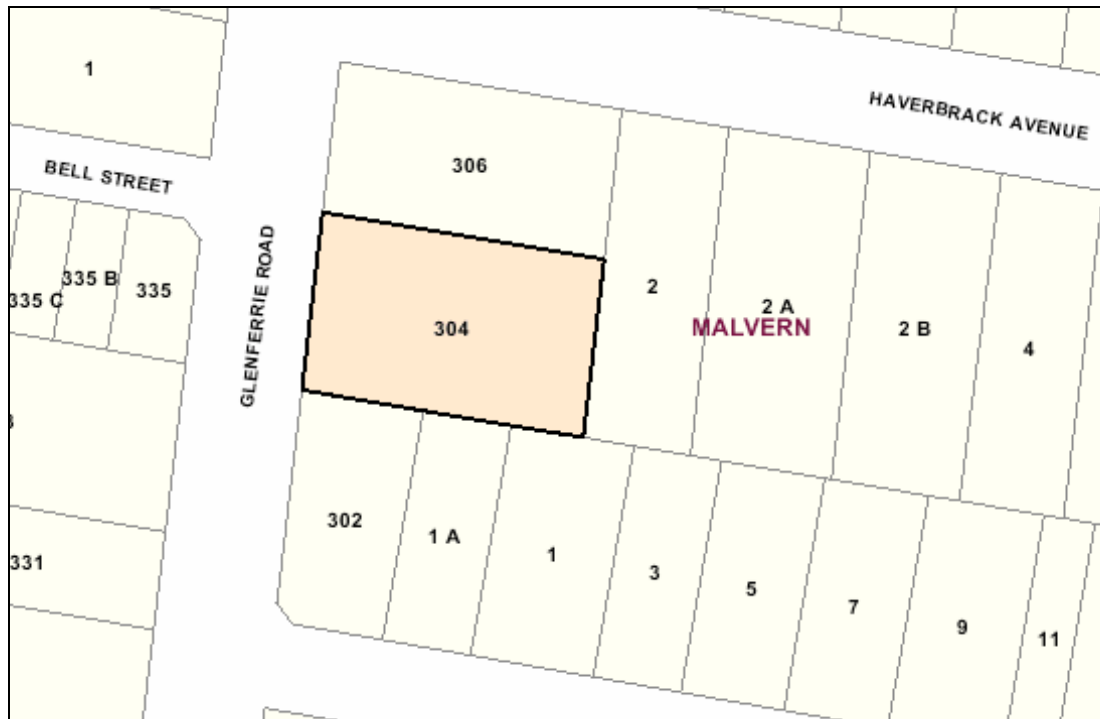 1
HAVERBRACK AVENUE
BELL STREET
306
335 C
335 B
335
GLENFERRIE ROAD
304
2
2 A
MALVERN
2 B
4
302
1 A
1
3
5
7
9
11
331